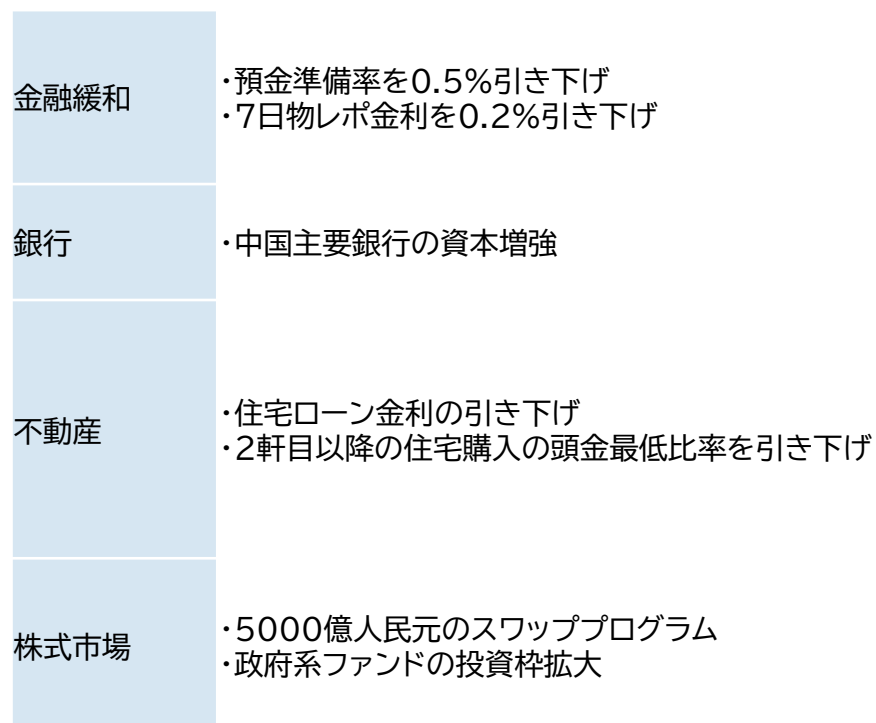 金融緩和
・預金準備率を0.5%引き下げ
・7日物レポ金利を0.2%引き下げ
銀行
・中国主要銀行の資本増強
不動産
・住宅ローン金利の引き下げ
・2軒目以降の住宅購入の頭金最低比率を引き下げ
株式市場
・5000億人民元のスワッププログラム
・政府系ファンドの投資枠拡大